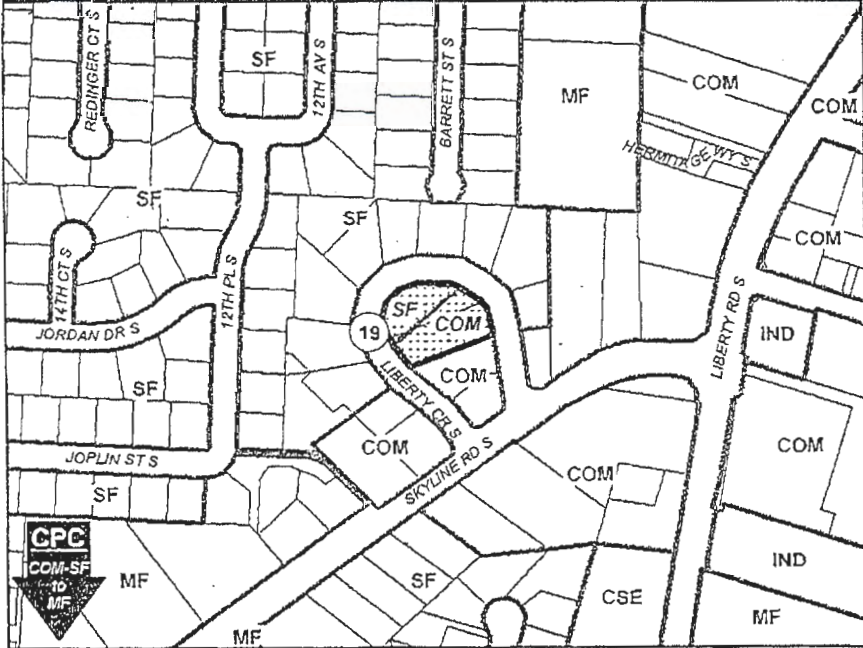 REDINGER CT S
SF
12TH AV S
BARRETT ST S
MF
COM
COM
HERMITAGE WY S
SF
SF
COM
14TH CT S
12TH PL S
SF
COM
19
LIBERTY RD S
IND
JORDAN DR S
COM
LIBERTY CR S
SF
COM
COM
JOPLIN ST S
SKYLINE RD S
COM
SF
CPC
COM-SF
to
MF
MF
SF
IND
CSE
MF
MF